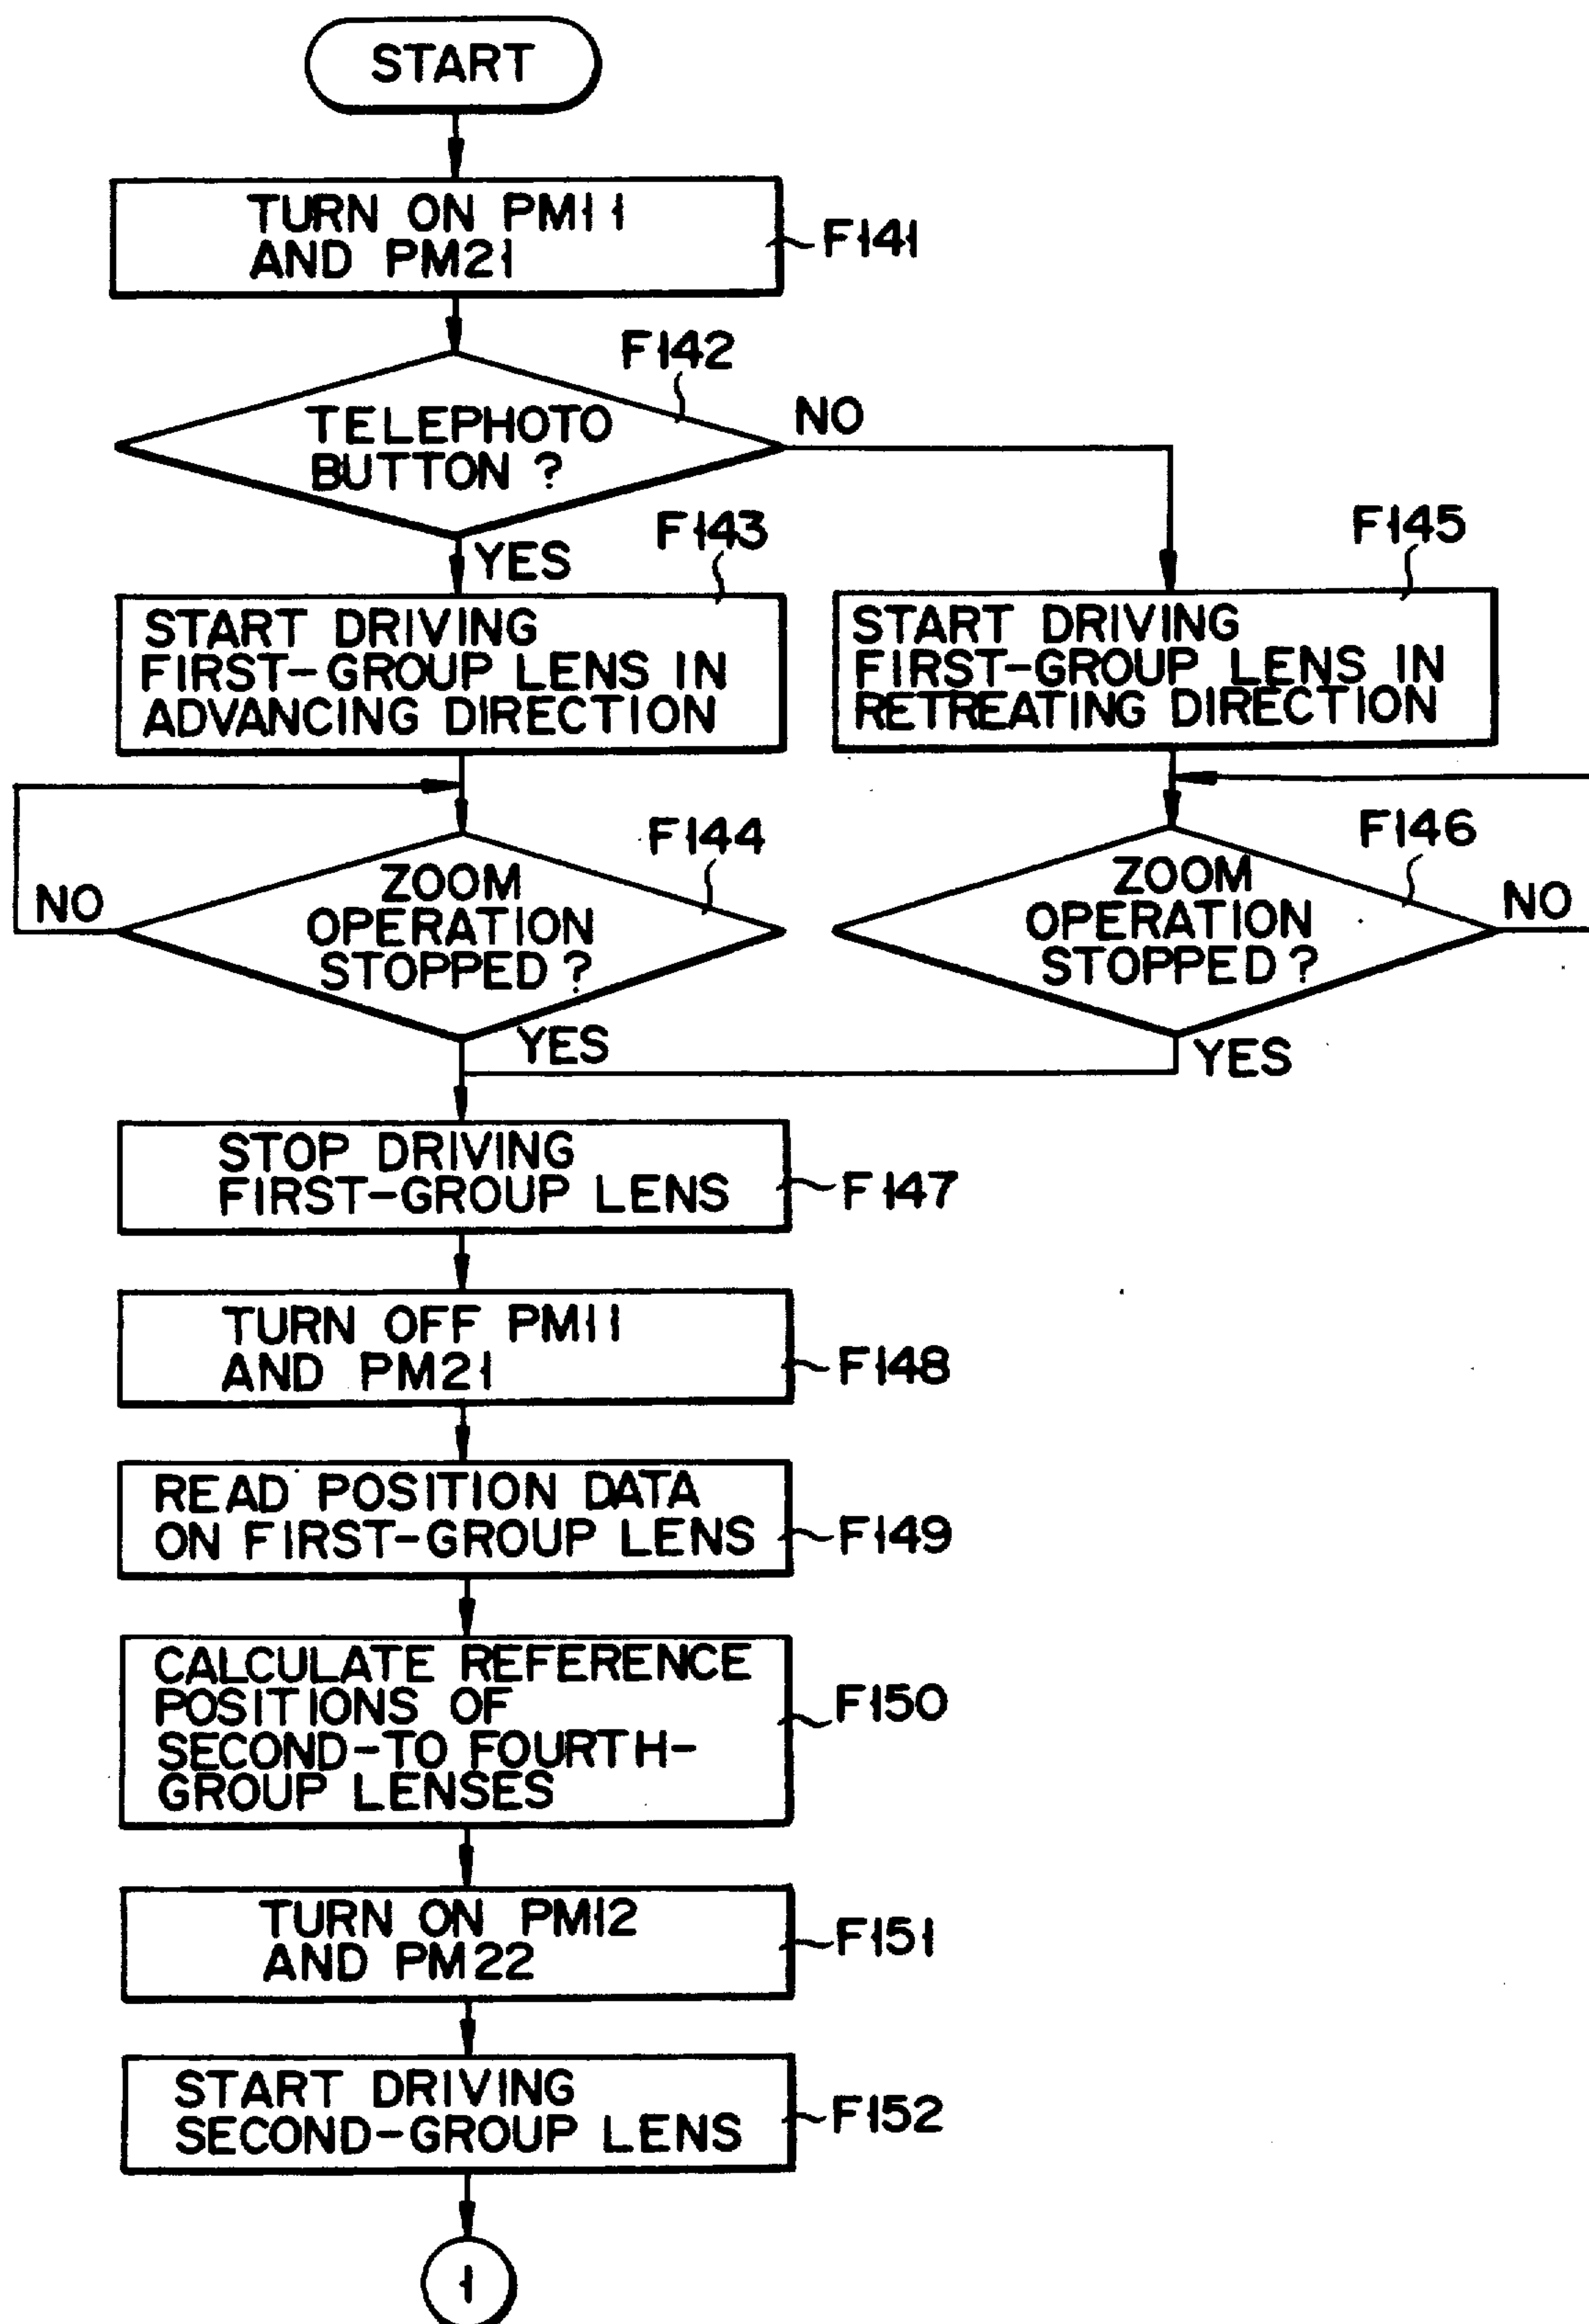 START
TURN ON PM11
AND PM21
F141
F142
TELEPHOTO
BUTTON ?
NO
YES
F143
START DRIVING
FIRST-GROUP LENS IN
ADVANCING DIRECTION
F145
START DRIVING
FIRST-GROUP LENS IN
RETREATING DIRECTION
F144
ZOOM
OPERATION
STOPPED ?
NO
YES
F146
ZOOM
OPERATION
STOPPED ?
NO
YES
STOP DRIVING
FIRST-GROUP LENS
F147
TURN OFF PM11
AND PM21
F148
READ POSITION DATA
ON FIRST-GROUP LENS
F149
CALCULATE REFERENCE
POSITIONS OF
SECOND-TO FOURTH-
GROUP LENSES
F150
TURN ON PM12
AND PM22
F151
START DRIVING
SECOND-GROUP LENS
F152
1